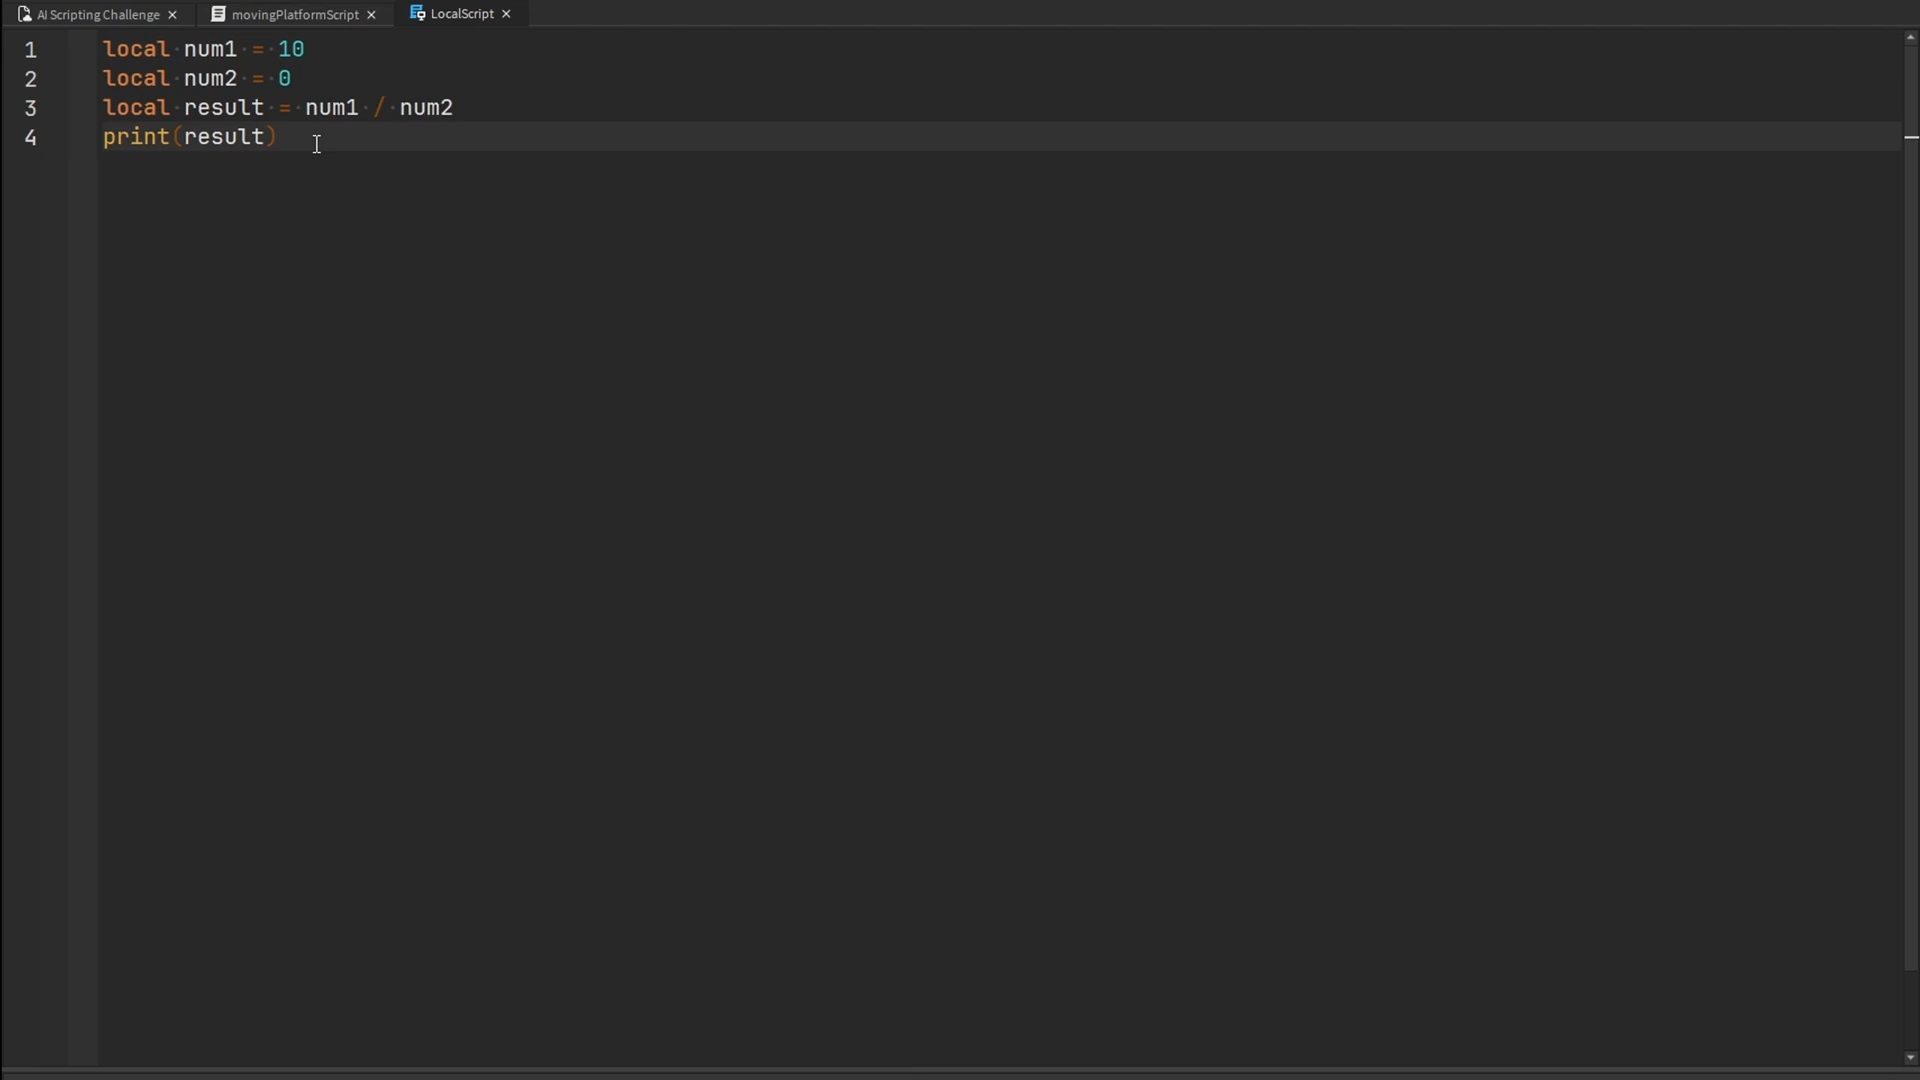 AI Scripting Challenge movingPlatformScript LocalScript
1 local num1 = 10
2 local num2 = 0
3 local result = num1 / num2
4 print(result)